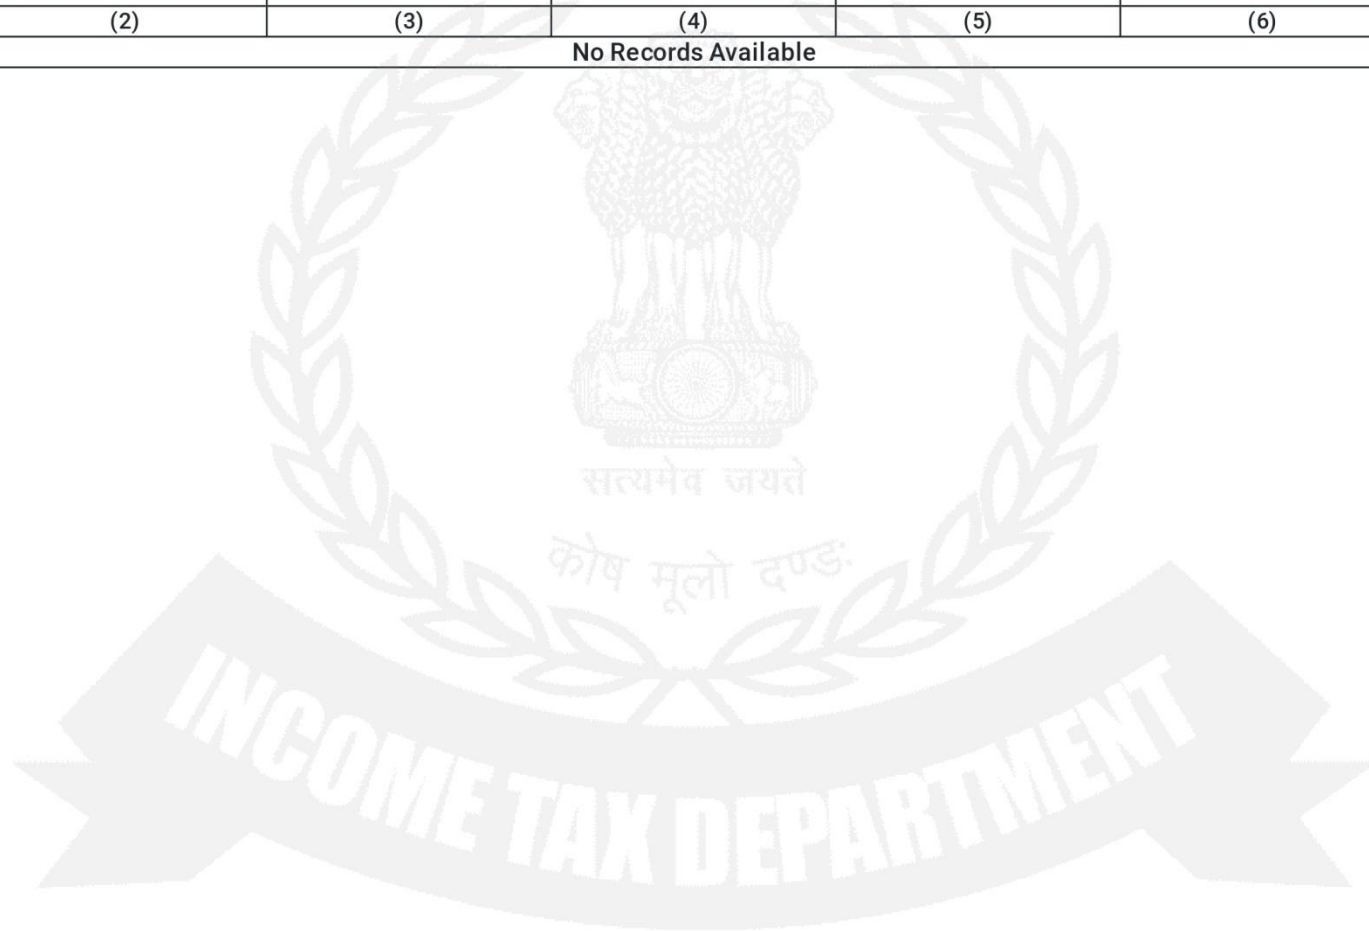 (2) (3) (4) (5) (6)
No Records Available
सत्यमेव जयते
कोष मूलो दण्डः
INCOME TAX DEPARTMENT